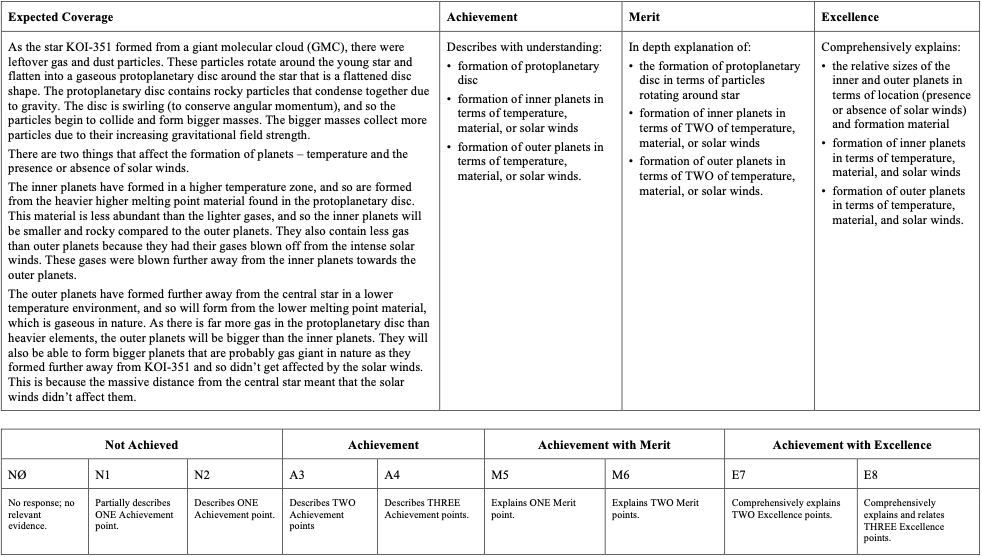 Expected Coverage
Achievement
Merit
Excellence
As the star KOI-351 formed from a giant molecular cloud (GMC), there were
leftover gas and dust particles. These particles rotate around the young star and
flatten into a gaseous protoplanetary disc around the star that is a flattened disc
shape. The protoplanetary disc contains rocky particles that condense together due
to gravity. The disc is swirling (to conserve angular momentum), and so the
particles begin to collide and form bigger masses. The bigger masses collect more
particles due to their increasing gravitational field strength.
There are two things that affect the formation of planets – temperature and the
presence or absence of solar winds.
The inner planets have formed in a higher temperature zone, and so are formed
from the heavier higher melting point material found in the protoplanetary disc.
This material is less abundant than the lighter gases, and so the inner planets will
be smaller and rocky compared to the outer planets. They also contain less gas
than outer planets because they had their gases blown off from the intense solar
winds. These gases were blown further away from the inner planets towards the
outer planets.
The outer planets have formed further away from the central star in a lower
temperature environment, and so will form from the lower melting point material,
which is gaseous in nature. As there is far more gas in the protoplanetary disc than
heavier elements, the outer planets will be bigger than the inner planets. They will
also be able to form bigger planets that are probably gas giant in nature as they
formed further away from KOI-351 and so didn't get affected by the solar winds.
This is because the massive distance from the central star meant that the solar
winds didn't affect them.
Describes with understanding:
• formation of protoplanetary
disc
• formation of inner planets in
terms of temperature,
material, or solar winds
• formation of outer planets in
terms of temperature,
material, or solar winds.
In depth explanation of:
• the formation of protoplanetary
disc in terms of particles
rotating around star
• formation of inner planets in
terms of TWO of temperature,
material, or solar winds
• formation of outer planets in
terms of TWO of temperature,
material, or solar winds.
Comprehensively explains:
• the relative sizes of the
inner and outer planets in
terms of location (presence
or absence of solar winds)
and formation material
• formation of inner planets
in terms of temperature,
material, and solar winds
• formation of outer planets
in terms of temperature,
material, and solar winds.
Not Achieved
Achievement
Achievement with Merit
Achievement with Excellence
NØ
N1
N2
A3
A4
M5
M6
E7
E8
No response; no
relevant
evidence.
Partially describes
ONE Achievement
point.
Describes ONE
Achievement point.
Describes TWO
Achievement
points
Describes THREE
Achievement points.
Explains ONE Merit
point.
Explains TWO Merit
points.
Comprehensively explains
TWO Excellence points.
Comprehensively
explains and relates
THREE Excellence
points.